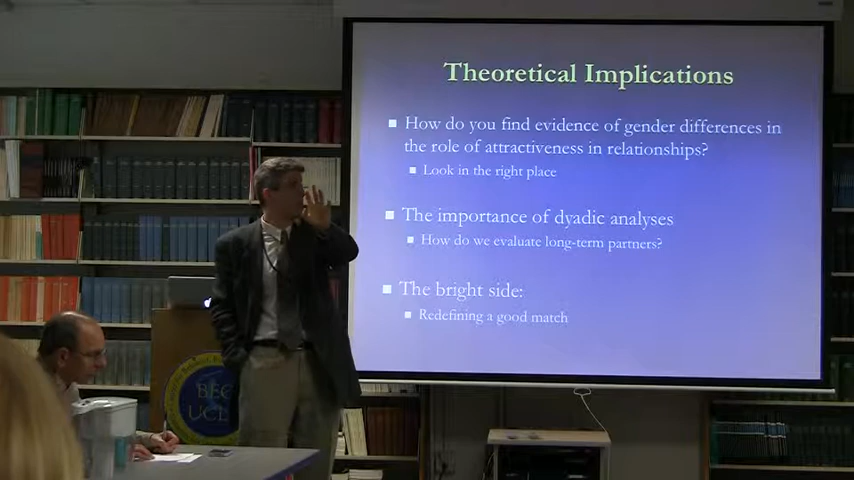 Theoretical Implications
How do you find evidence of gender differences in
the role of attractiveness in relationships?
Look in the right place
The importance of dyadic analyses
How do we evaluate long-term partners?
The bright side:
Redefining a good match
BEC
UCL